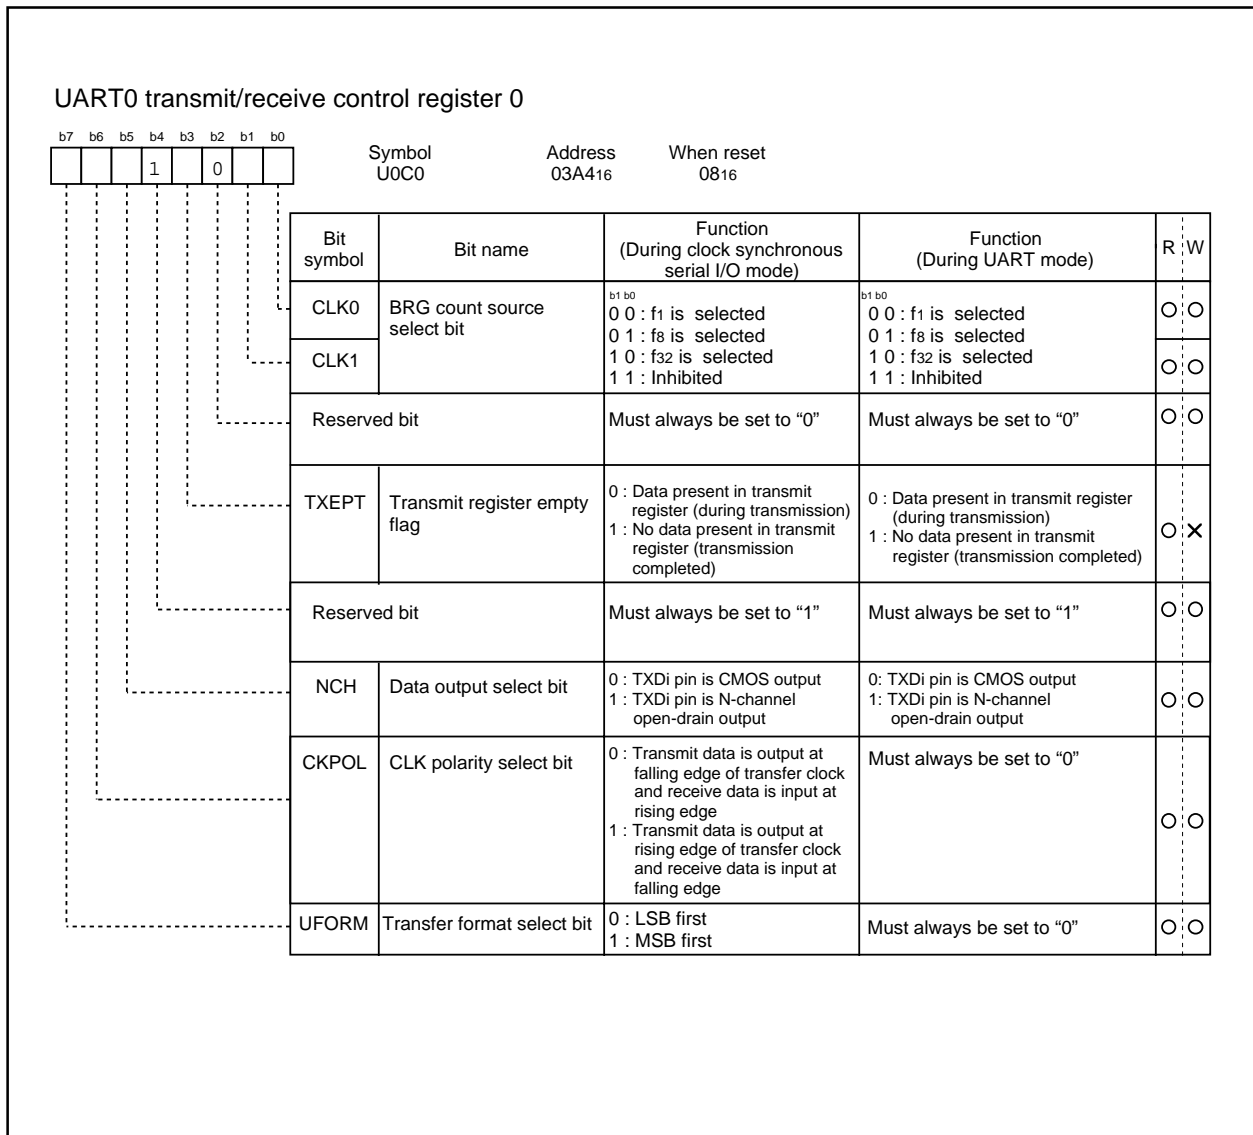 UART0 transmit/receive control register 0
b7 b6 b5 b4 b3 b2 b1 b0
1 0
Symbol Address When reset
U0C0 03A416 0816
Bit symbol
Bit name
Function
(During clock synchronous
serial I/O mode)
Function
(During UART mode)
R W
CLK0
CLK1
BRG count source
select bit
b1 b0
0 0 : f1 is selected
0 1 : f8 is selected
1 0 : f32 is selected
1 1 : Inhibited
b1 b0
0 0 : f1 is selected
0 1 : f8 is selected
1 0 : f32 is selected
1 1 : Inhibited
Reserved bit
Must always be set to “0”
Must always be set to “0”
TXEPT
Transmit register empty
flag
0 : Data present in transmit
register (during transmission)
1 : No data present in transmit
register (transmission
completed)
0 : Data present in transmit register
(during transmission)
1 : No data present in transmit
register (transmission completed)
Reserved bit
Must always be set to “1”
Must always be set to “1”
NCH
Data output select bit
0 : TXDi pin is CMOS output
1 : TXDi pin is N-channel
open-drain output
0: TXDi pin is CMOS output
1: TXDi pin is N-channel
open-drain output
CKPOL
CLK polarity select bit
0 : Transmit data is output at
falling edge of transfer clock
and receive data is input at
rising edge
1 : Transmit data is output at
rising edge of transfer clock
and receive data is input at
falling edge
Must always be set to “0”
UFORM
Transfer format select bit
0 : LSB first
1 : MSB first
Must always be set to “0”